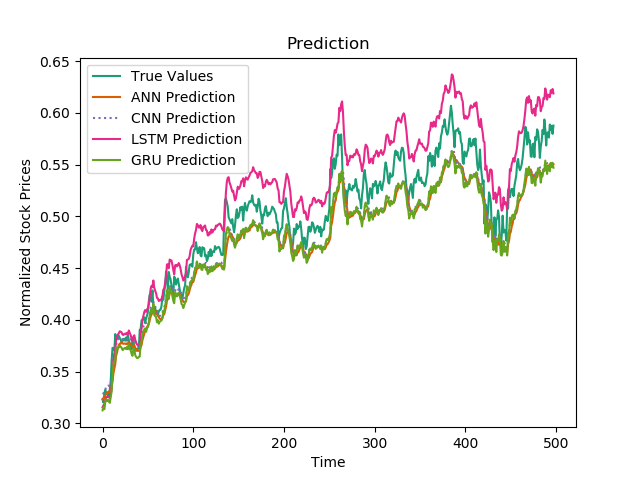 Prediction
0.65
0.60
0.55
0.50
0.45
0.40
0.35
0.30
Normalized Stock Prices
True Values
ANN Prediction
CNN Prediction
LSTM Prediction
GRU Prediction
0 100 200 300 400 500
Time